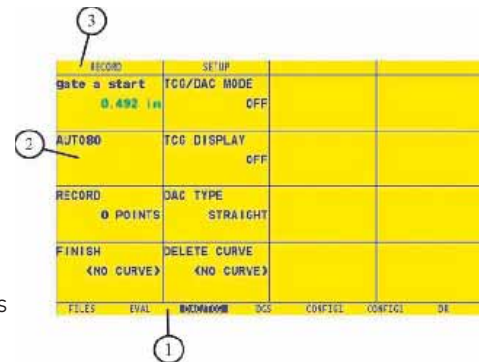 3
RECORD SETUP
gate a start TCG/DAC MODE
0.492 in OFF
2
AUTO80 TCG DISPLAY
OFF
RECORD DAC TYPE
0 POINTS STRAIGHT
FINISH DELETE CURVE
<NO CURVE> <NO CURVE>
s
FILES EVAL DGS CONFIG1 CONFIG1 DR
1